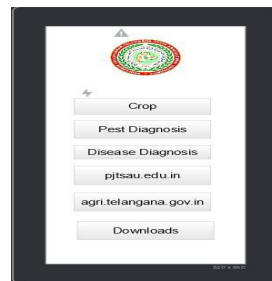 Crop
Pest Diagnosis
Disease Diagnosis
pjtsau.edu.in
agri.telangana.gov.in
Downloads